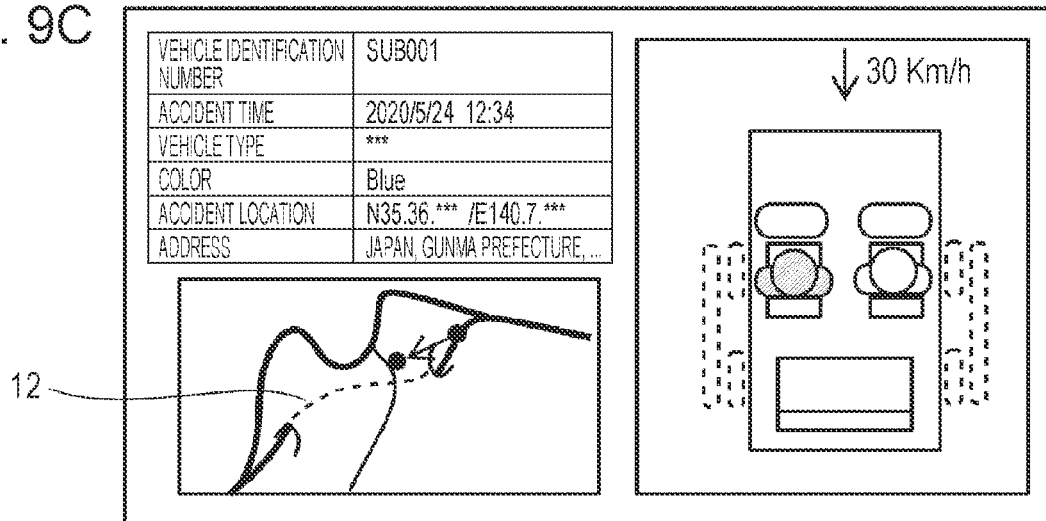 . 9C
VEHICLE IDENTIFICATION
NUMBER
SUB001
ACCIDENT TIME
2020/5/24 12:34
VEHICLE TYPE
***
COLOR
Blue
ACCIDENT LOCATION
N35.36.*** /E140.7.***
ADDRESS
JAPAN, GUNMA PREFECTURE, ...
30 Km/h
12